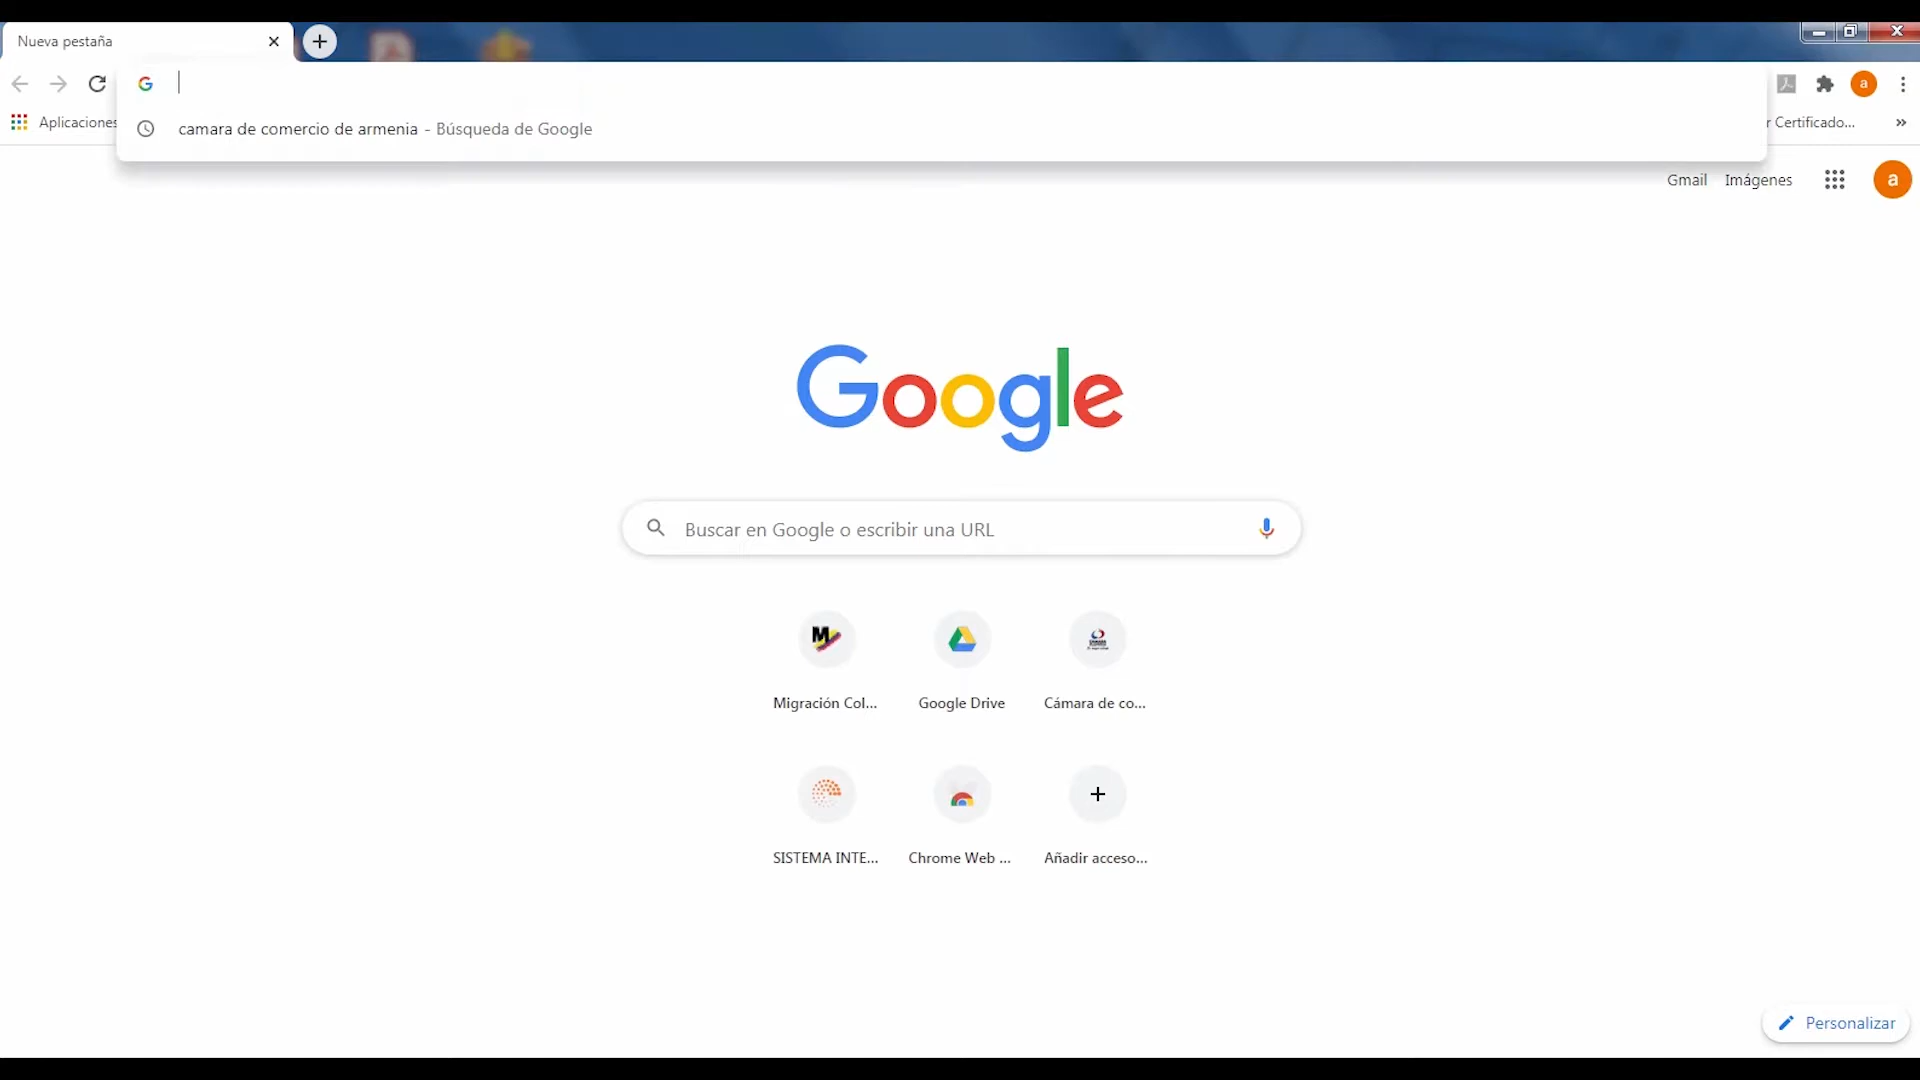 Nueva pestaña
camara de comercio de armenia - Búsqueda de Google
Aplicaciones
r Certificado...
Gmail
Imágenes
a
a
Google
Buscar en Google o escribir una URL
Migración Col...
Google Drive
Cámara de co...
SISTEMA INTE...
Chrome Web ...
Añadir acceso...
Personalizar